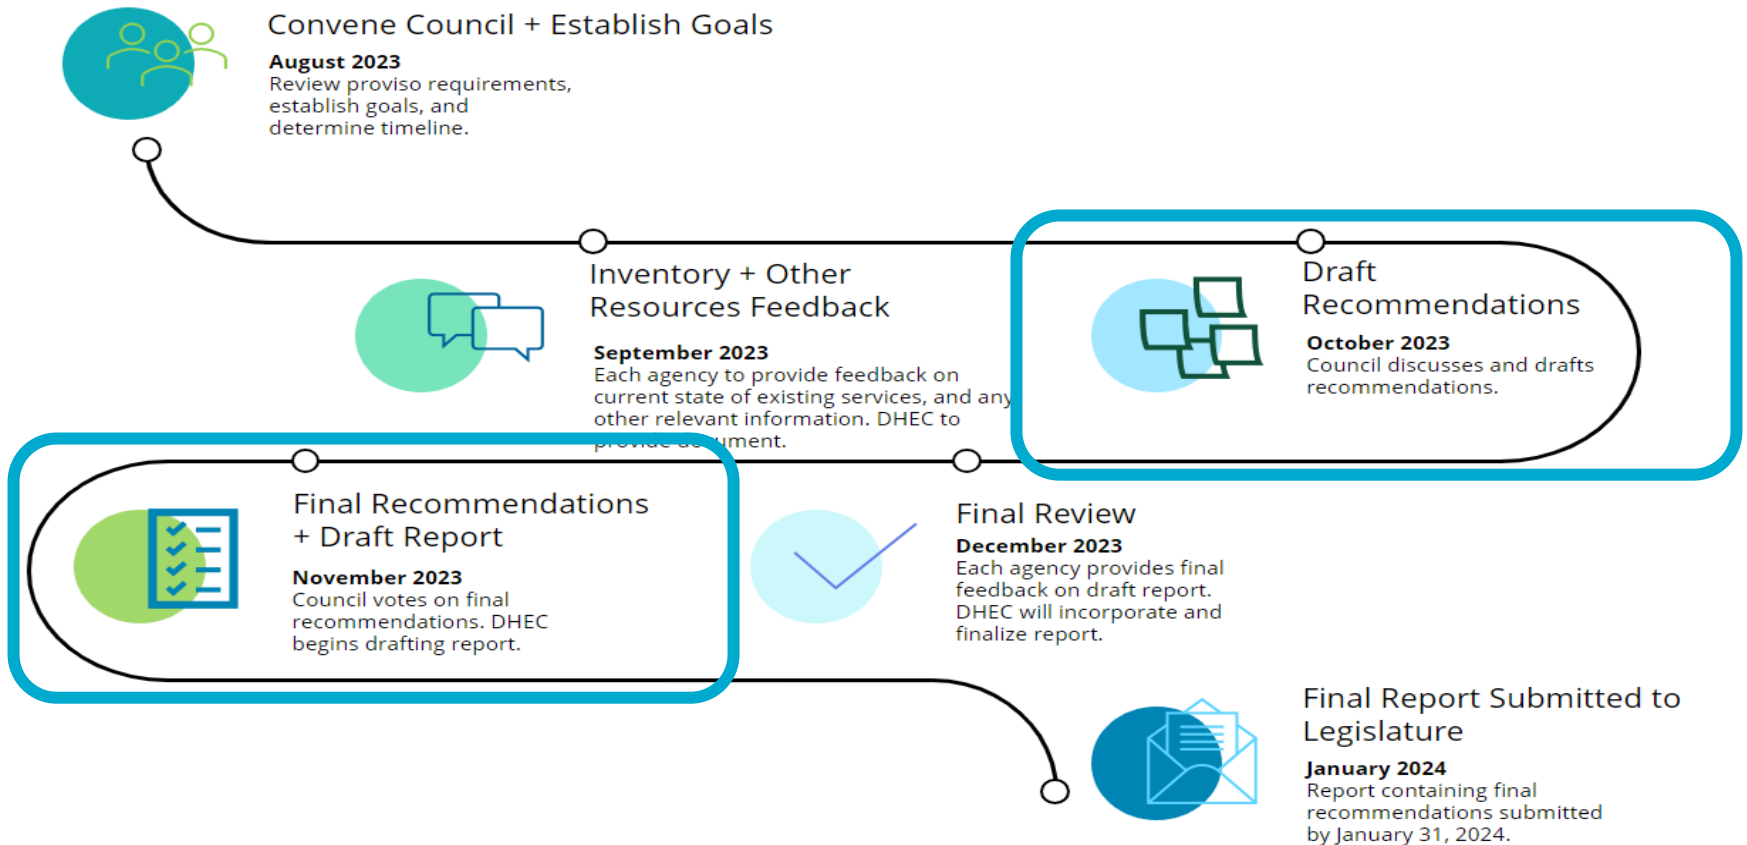 Convene Council + Establish Goals
August 2023
Review proviso requirements,
establish goals, and
determine timeline.
Inventory + Other
Resources Feedback
September 2023
Each agency to provide feedback on
current state of existing services, and any
other relevant information. DHEC to
provide document.
Draft
Recommendations
October 2023
Council discusses and drafts
recommendations.
Final Recommendations
+ Draft Report
November 2023
Council votes on final
recommendations. DHEC
begins drafting report.
Final Review
December 2023
Each agency provides final
feedback on draft report.
DHEC will incorporate and
finalize report.
Final Report Submitted to
Legislature
January 2024
Report containing final
recommendations submitted
by January 31, 2024.